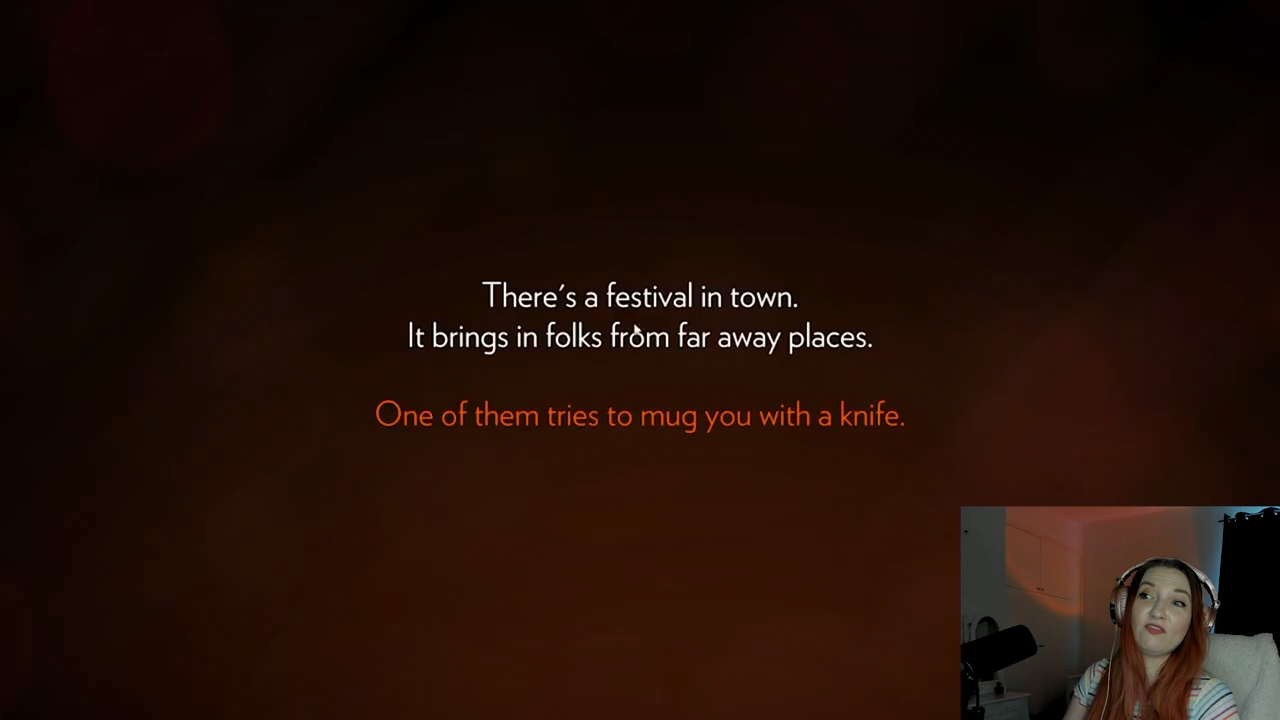 There's a festival in town.
It brings in folks from far away places.
One of them tries to mug you with a knife.